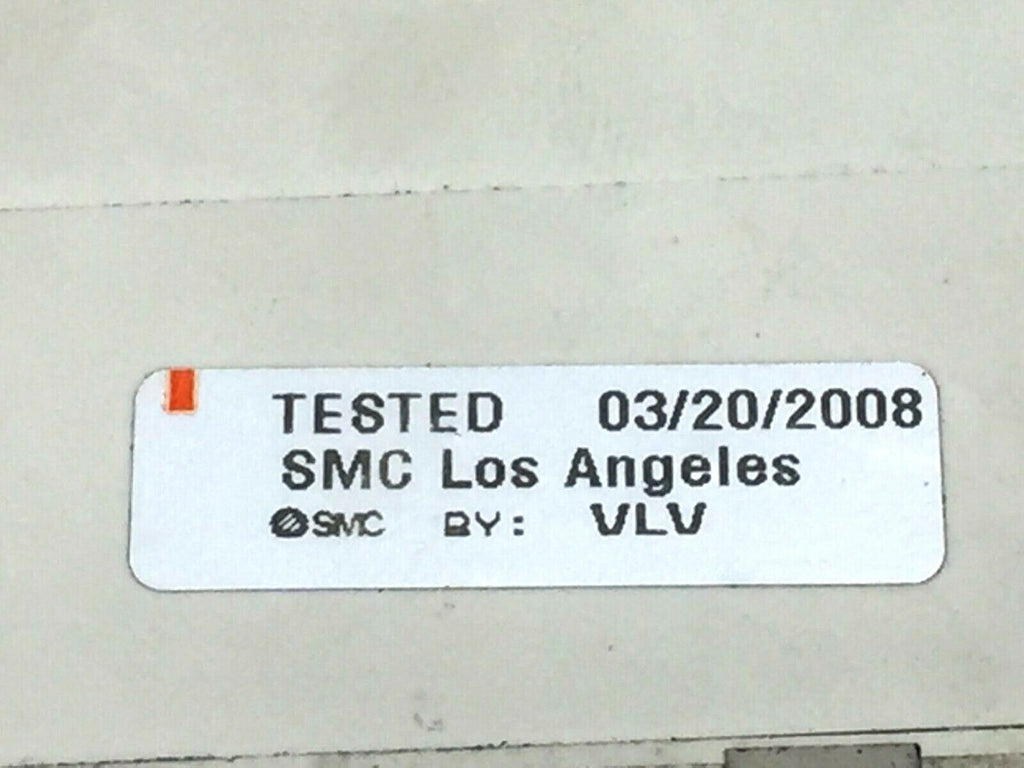 TESTED 03/20/2008
SMC Los Angeles
SMC BY: VLV